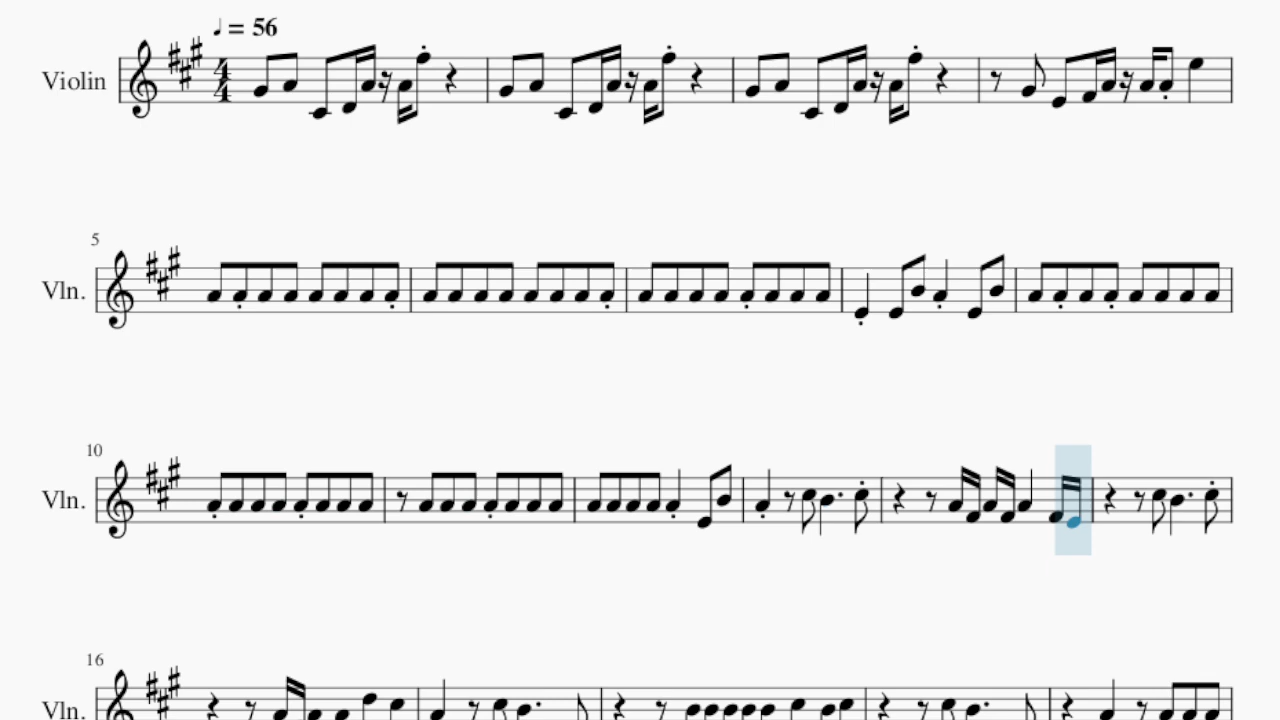 ♩ = 56
Violin
4
4
5
Vln.
10
Vln.
16
Vln.